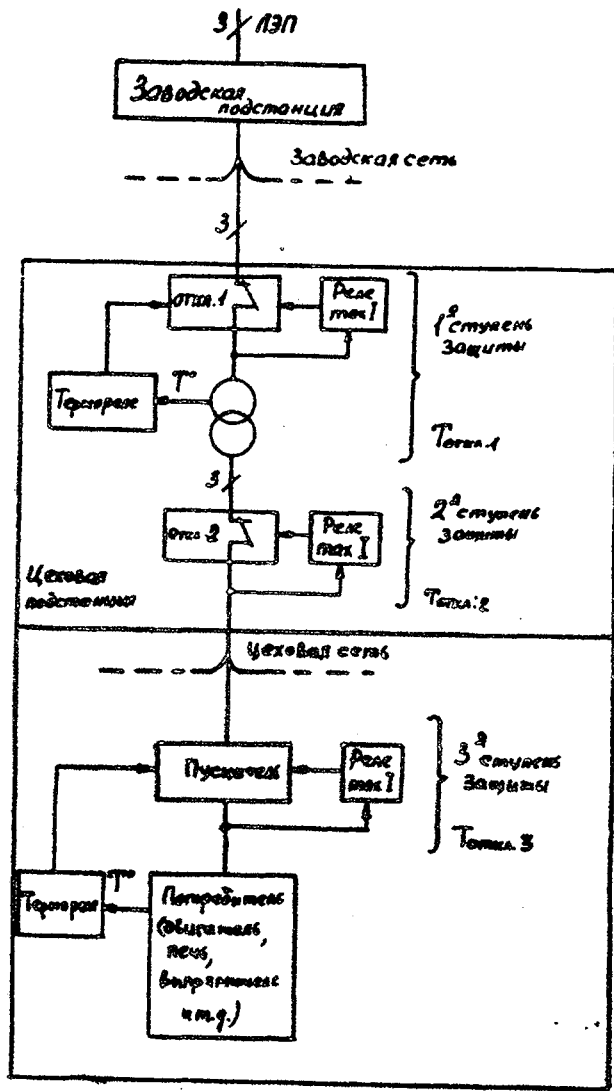 3 ЛЭП
Заводская
подстанция
Заводская сеть
3
откл.1
Реле
max I
1я ступень
защиты
T°
Термореле
Tоткл.1
3
откл.2
Реле
max I
2я ступень
защиты
Цеховая
подстанция
Tоткл.2
Цеховая сеть
Пускатель
Реле
max I
3я ступень
защиты
Tоткл.3
T°
Термореле
Потребитель
(двигатель,
печь,
выпрямитель
и т.д.)